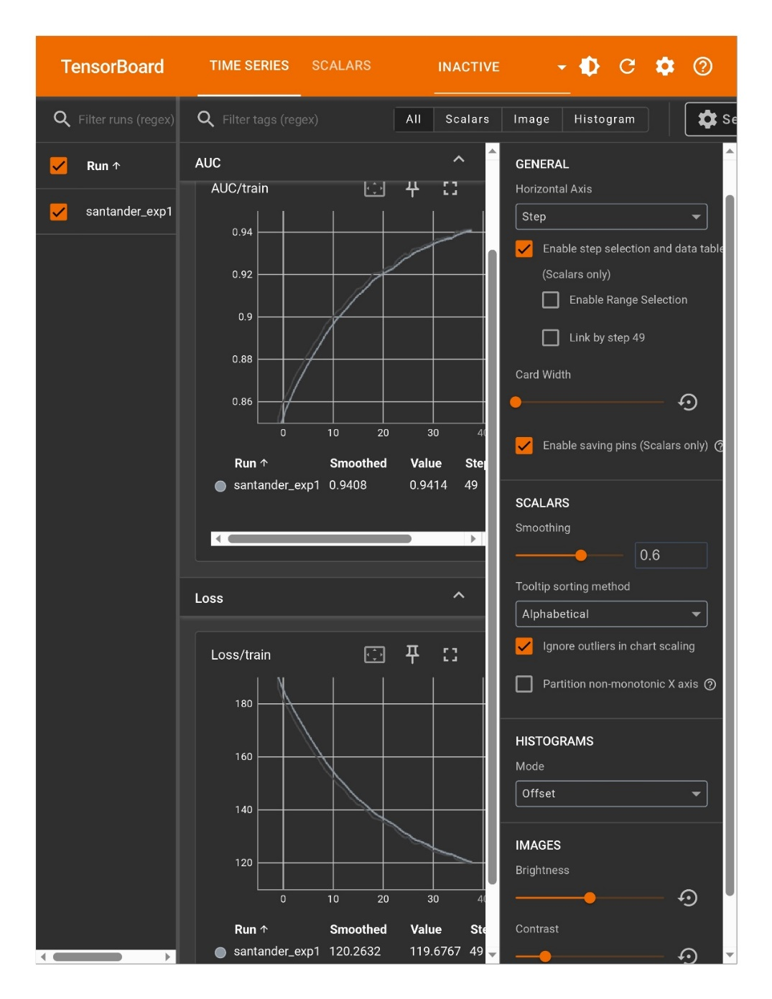 TensorBoard TIME SERIES SCALARS INACTIVE
Filter runs (regex) Filter tags (regex) All Scalars Image Histogram Se
Run ↑
santander_exp1
AUC
AUC/train
0.94
0.92
0.9
0.88
0.86
0 10 20 30 40
Run ↑ Smoothed Value Step
santander_exp1 0.9408 0.9414 49
Loss
Loss/train
180
160
140
120
0 10 20 30 40
Run ↑ Smoothed Value Ste
santander_exp1 120.2632 119.6767 49
GENERAL
Horizontal Axis
Step
Enable step selection and data table
(Scalars only)
Enable Range Selection
Link by step 49
Card Width
Enable saving pins (Scalars only)
SCALARS
Smoothing
0.6
Tooltip sorting method
Alphabetical
Ignore outliers in chart scaling
Partition non-monotonic X axis
HISTOGRAMS
Mode
Offset
IMAGES
Brightness
Contrast